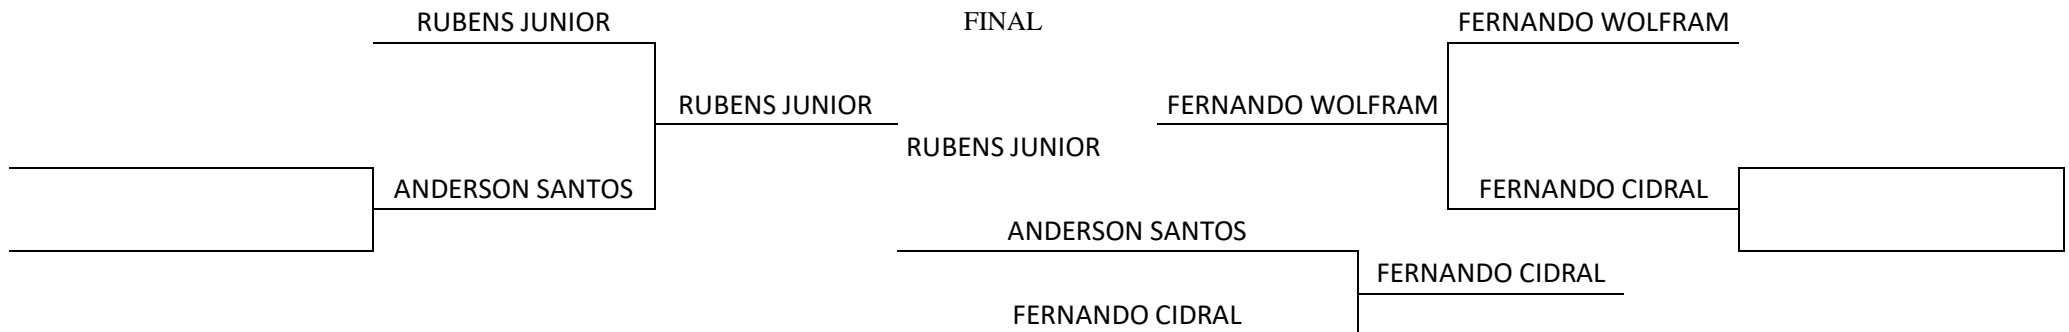 RUBENS JUNIOR
FINAL
FERNANDO WOLFRAM
RUBENS JUNIOR
FERNANDO WOLFRAM
RUBENS JUNIOR
ANDERSON SANTOS
FERNANDO CIDRAL
ANDERSON SANTOS
FERNANDO CIDRAL
FERNANDO CIDRAL